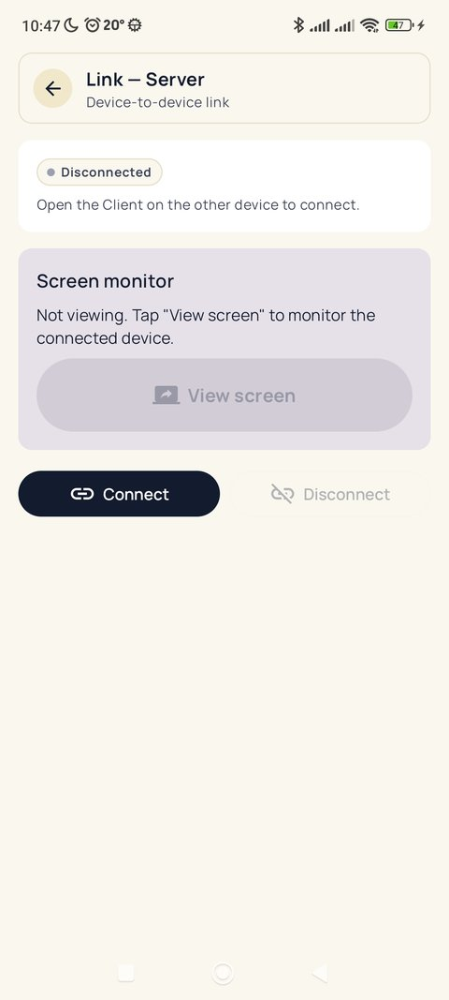 10:47 20°
47
Link — Server
Device-to-device link
Disconnected
Open the Client on the other device to connect.
Screen monitor
Not viewing. Tap "View screen" to monitor the
connected device.
View screen
Connect
Disconnect